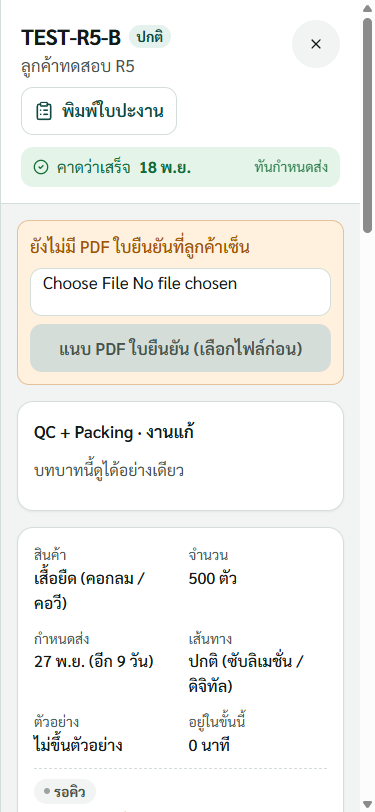 TEST-R5-B ปกติ
ลูกค้าทดสอบ R5
พิมพ์ใบปะงาน
คาดว่าเสร็จ 18 พ.ย. ทันกำหนดส่ง
ยังไม่มี PDF ใบยืนยันที่ลูกค้าเซ็น
Choose File No file chosen
แนบ PDF ใบยืนยัน (เลือกไฟล์ก่อน)
QC + Packing · งานแก้
บทบาทนี้ดูได้อย่างเดียว
สินค้า จำนวน
เสื้อยืด (คอกลม / 500 ตัว
คอวี)
กำหนดส่ง เส้นทาง
27 พ.ย. (อีก 9 วัน) ปกติ (ซับลิเมชั่น /
ดิจิทัล)
ตัวอย่าง อยู่ในขั้นนี้
ไม่ขึ้นตัวอย่าง 0 นาที
รอคิว